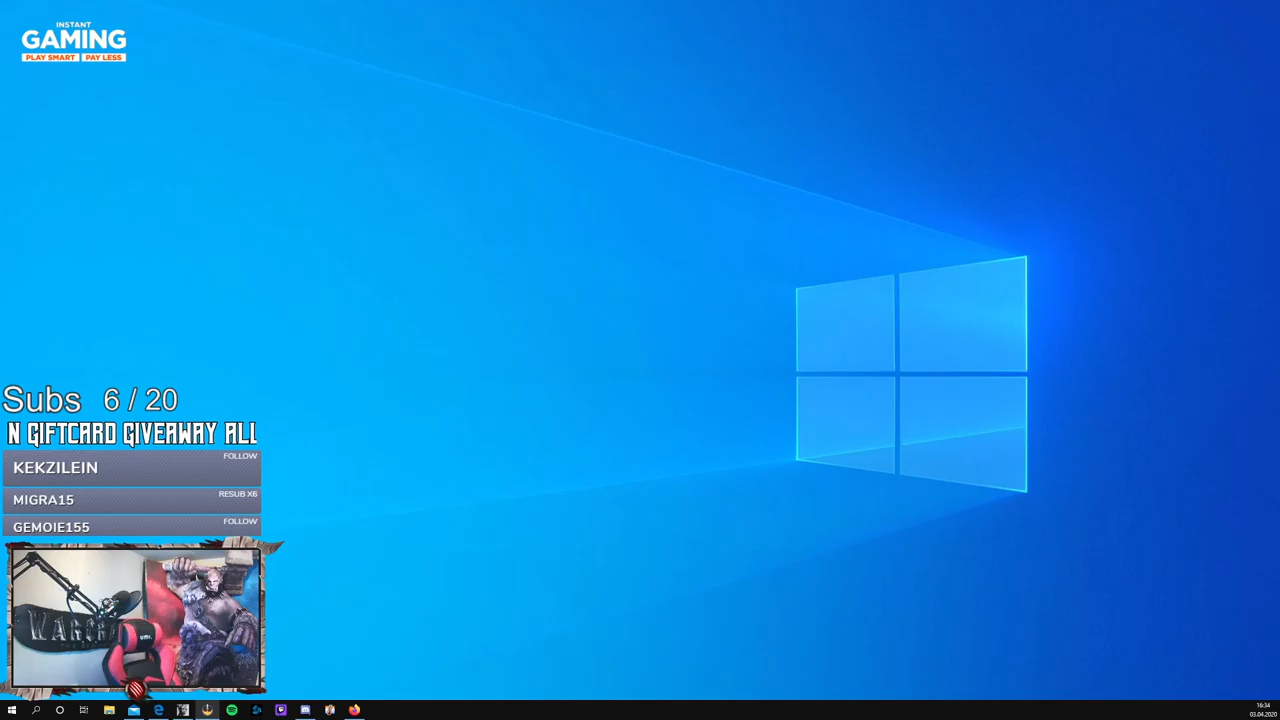 INSTANT
GAMING
PLAY SMART | PAY LESS
Subs 6 / 20
N GIFTCARD GIVEAWAY ALL
KEKZILEIN FOLLOW
MIGRA15 RESUB X6
GEMOIE155 FOLLOW
16:34
03.04.2020